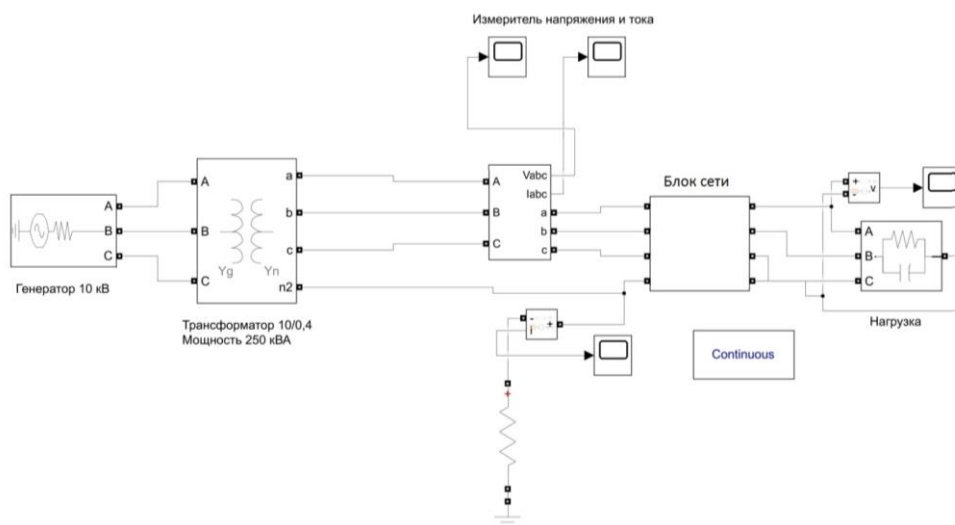 Измеритель напряжения и тока
A
B
C
Генератор 10 кВ
A
B
C
a
b
c
n2
Yg
Yn
Трансформатор 10/0,4
Мощность 250 кВА
A
B
C
Vabc
Iabc
a
b
c
Блок сети
+
-
v
A
B
C
Нагрузка
-
+
i
+
Continuous